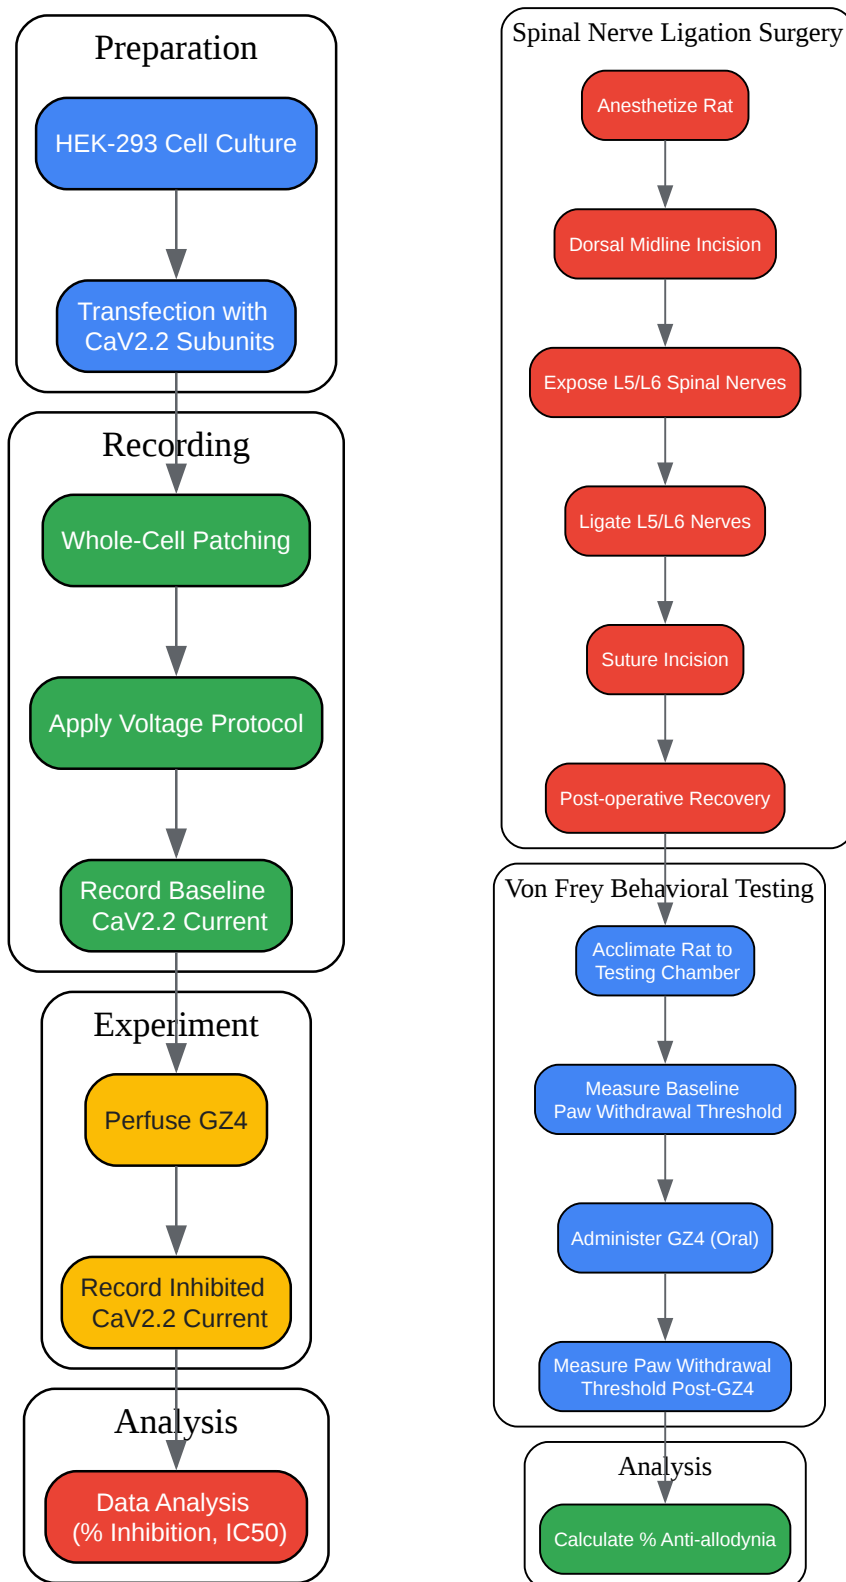 Preparation
HEK-293 Cell Culture
Transfection with
CaV2.2 Subunits
Recording
Whole-Cell Patching
Apply Voltage Protocol
Record Baseline
CaV2.2 Current
Experiment
Perfuse GZ4
Record Inhibited
CaV2.2 Current
Analysis
Data Analysis
(% Inhibition, IC50)
Spinal Nerve Ligation Surgery
Anesthetize Rat
Dorsal Midline Incision
Expose L5/L6 Spinal Nerves
Ligate L5/L6 Nerves
Suture Incision
Post-operative Recovery
Von Frey Behavioral Testing
Acclimate Rat to
Testing Chamber
Measure Baseline
Paw Withdrawal Threshold
Administer GZ4 (Oral)
Measure Paw Withdrawal
Threshold Post-GZ4
Analysis
Calculate % Anti-allodynia